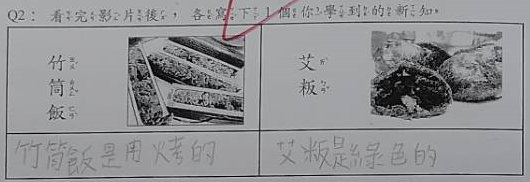 Q2：看完影片後，各寫下1個你學到的新知。
竹筒飯
艾粄
竹筒飯是用烤的
艾粄是綠色的